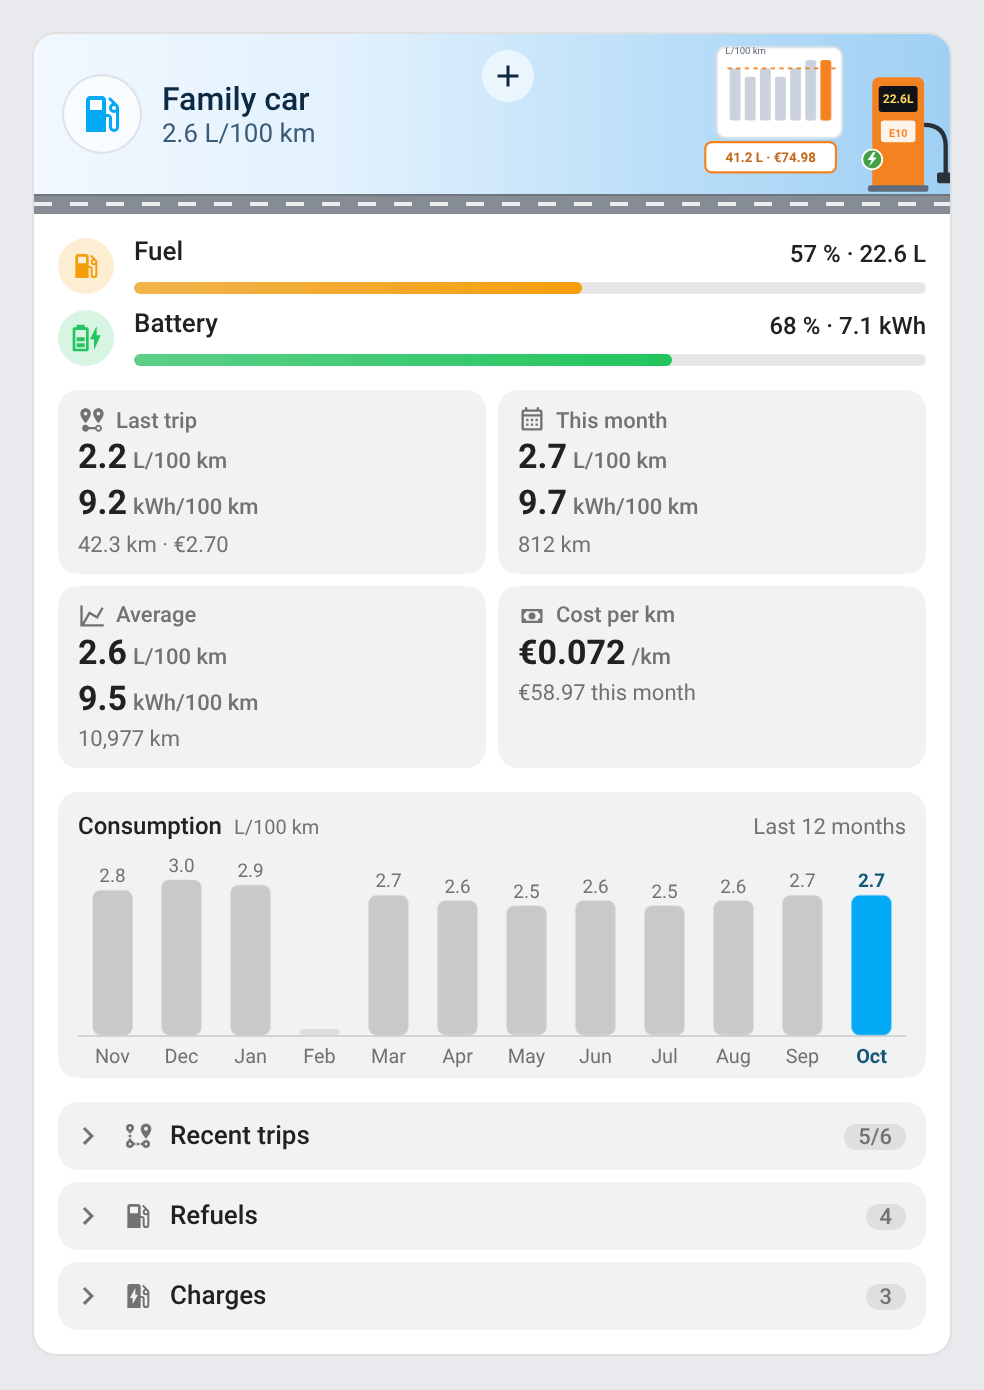 Family car
2.6 L/100 km
L/100 km
41.2 L · €74.98
22.6L
E10
Fuel
57 % · 22.6 L
Battery
68 % · 7.1 kWh
Last trip
2.2 L/100 km
9.2 kWh/100 km
42.3 km · €2.70
This month
2.7 L/100 km
9.7 kWh/100 km
812 km
Average
2.6 L/100 km
9.5 kWh/100 km
10,977 km
Cost per km
€0.072 /km
€58.97 this month
Consumption L/100 km
Last 12 months
2.8 3.0 2.9 2.7 2.6 2.5 2.6 2.5 2.6 2.7 2.7
Nov Dec Jan Feb Mar Apr May Jun Jul Aug Sep Oct
Recent trips 5/6
Refuels 4
Charges 3